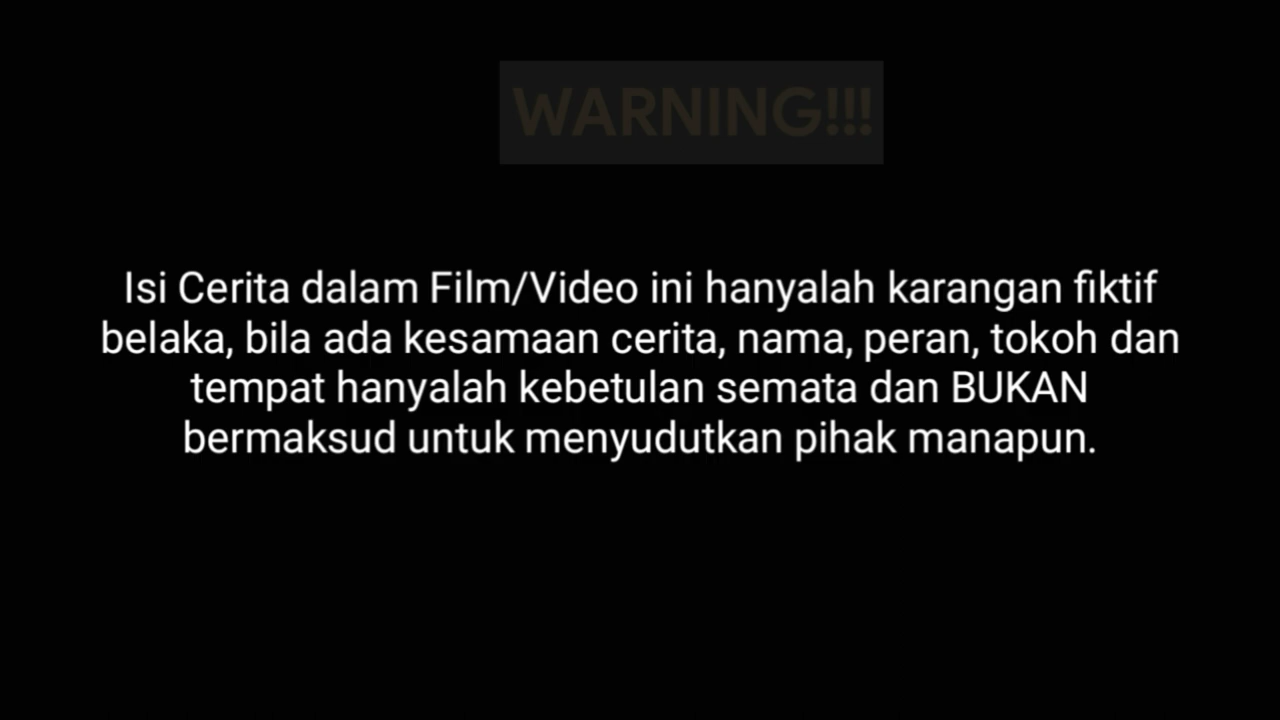 WARNING!!!
Isi Cerita dalam Film/Video ini hanyalah karangan fiktif
belaka, bila ada kesamaan cerita, nama, peran, tokoh dan
tempat hanyalah kebetulan semata dan BUKAN
bermaksud untuk menyudutkan pihak manapun.